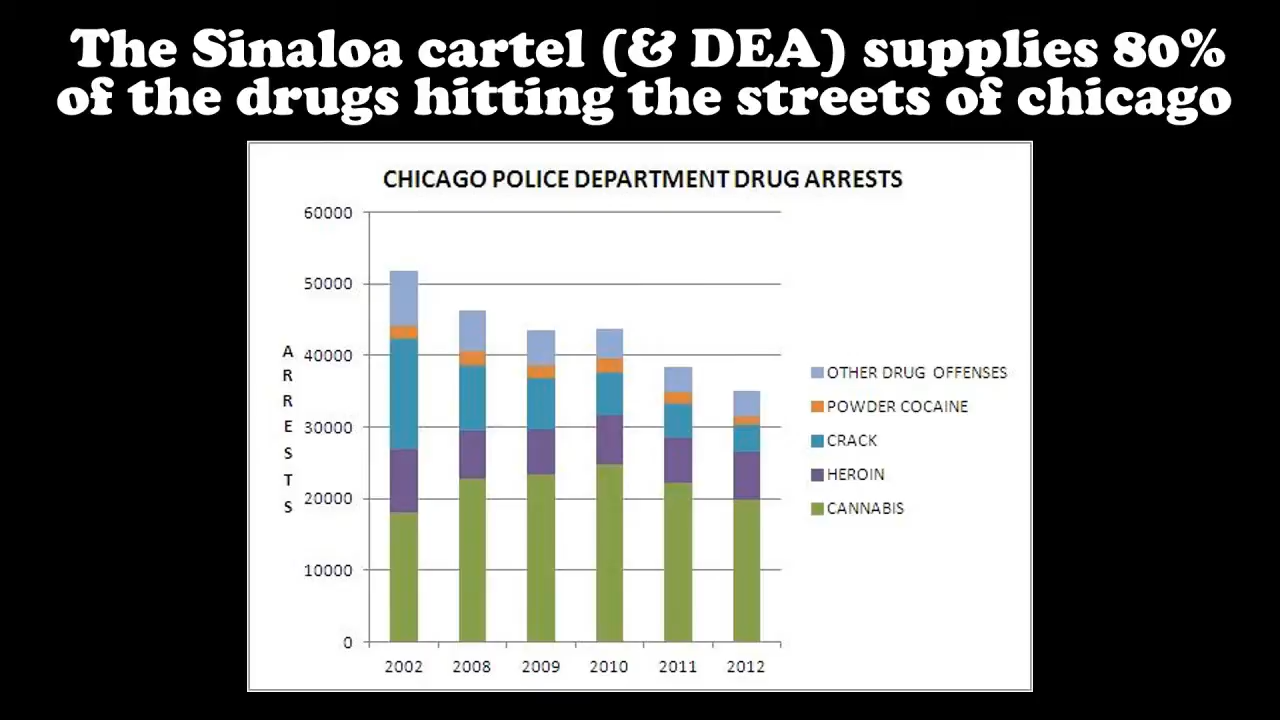 The Sinaloa cartel (& DEA) supplies 80%
of the drugs hitting the streets of chicago
CHICAGO POLICE DEPARTMENT DRUG ARRESTS
60000
50000
40000
30000
20000
10000
0
ARRESTS
2002 2008 2009 2010 2011 2012
OTHER DRUG OFFENSES
POWDER COCAINE
CRACK
HEROIN
CANNABIS